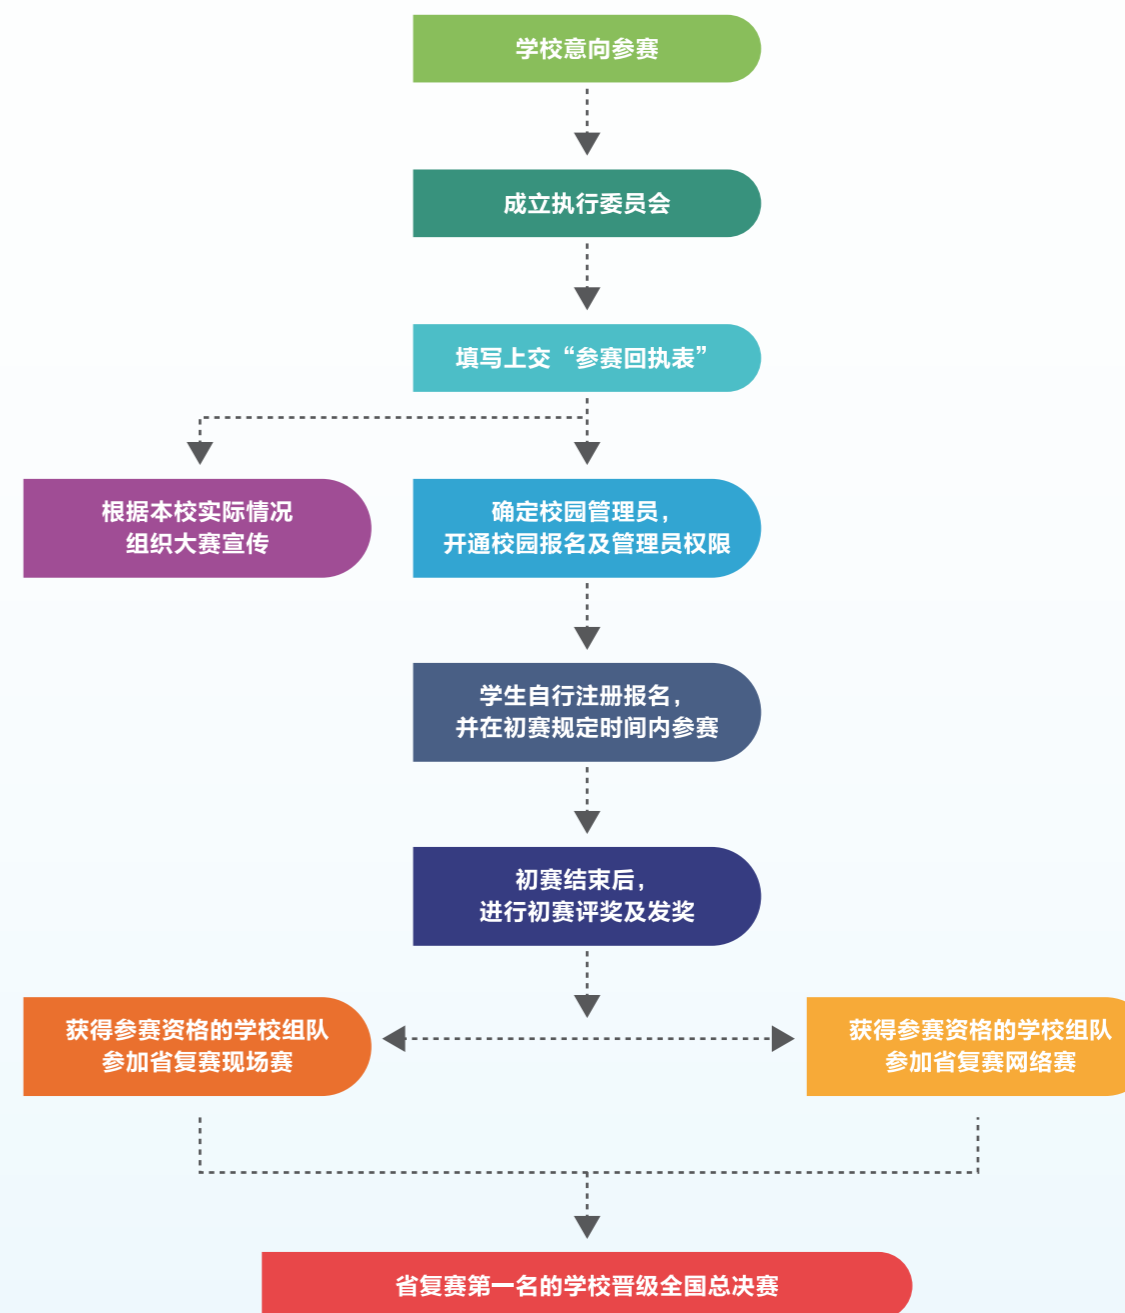 学校意向参赛
成立执行委员会
填写上交“参赛回执表”
根据本校实际情况
组织大赛宣传
确定校园管理员，
开通校园报名及管理员权限
学生自行注册报名，
并在初赛规定时间内参赛
初赛结束后，
进行初赛评奖及发奖
获得参赛资格的学校组队
参加省复赛现场赛
获得参赛资格的学校组队
参加省复赛网络赛
省复赛第一名的学校晋级全国总决赛